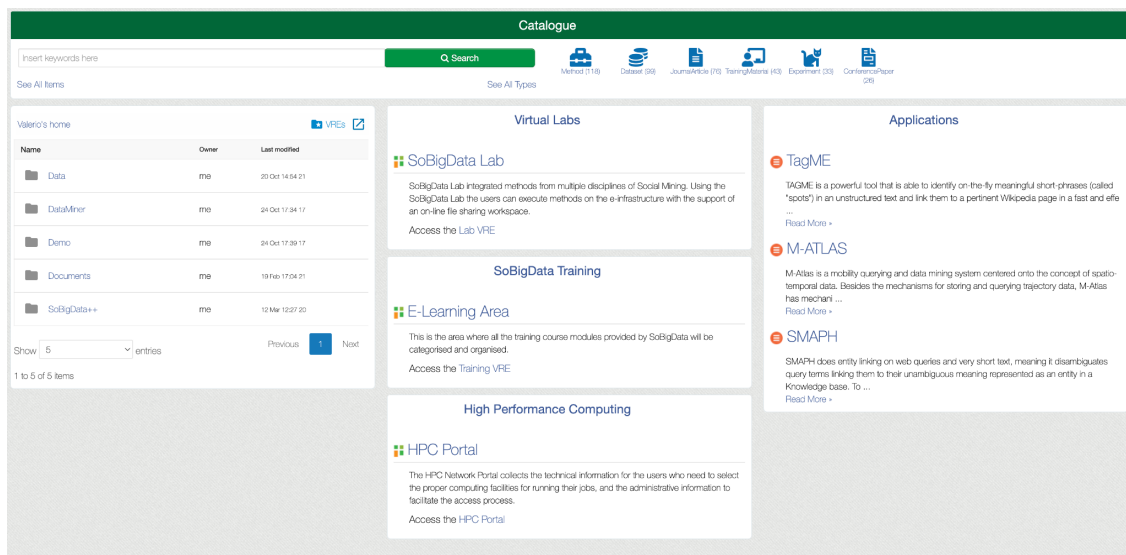 Catalogue
Insert keywords here
Search
Method (118)
Dataset (99)
JournalArticle (76)
TrainingMaterial (43)
Experiment (33)
ConferencePaper
(26)
See All Items
See All Types
Valerio's home
VREs
Name Owner Last modified
Data me 20 Oct 14:54 21
DataMiner me 24 Oct 17:34 17
Demo me 24 Oct 17:39 17
Documents me 19 Feb 17:04 21
SoBigData++ me 12 Mar 12:27 20
Show 5 entries
Previous 1 Next
1 to 5 of 5 items
Virtual Labs
SoBigData Lab
SoBigData Lab integrated methods from multiple disciplines of Social Mining. Using the
SoBigData Lab the users can execute methods on the e-infrastructure with the support of
an on-line file sharing workspace.
Access the Lab VRE
SoBigData Training
E-Learning Area
This is the area where all the training course modules provided by SoBigData will be
categorised and organised.
Access the Training VRE
High Performance Computing
HPC Portal
The HPC Network Portal collects the technical information for the users who need to select
the proper computing facilities for running their jobs, and the administrative information to
facilitate the access process.
Access the HPC Portal
Applications
TagME
TAGME is a powerful tool that is able to identify on-the-fly meaningful short-phrases (called
"spots") in an unstructured text and link them to a pertinent Wikipedia page in a fast and effe
...
Read More »
M-ATLAS
M-Atlas is a mobility querying and data mining system centered onto the concept of spatio-
temporal data. Besides the mechanisms for storing and querying trajectory data, M-Atlas
has mechani ...
Read More »
SMAPH
SMAPH does entity linking on web queries and very short text, meaning it disambiguates
query terms linking them to their unambiguous meaning represented as an entity in a
Knowledge base. To ...
Read More »